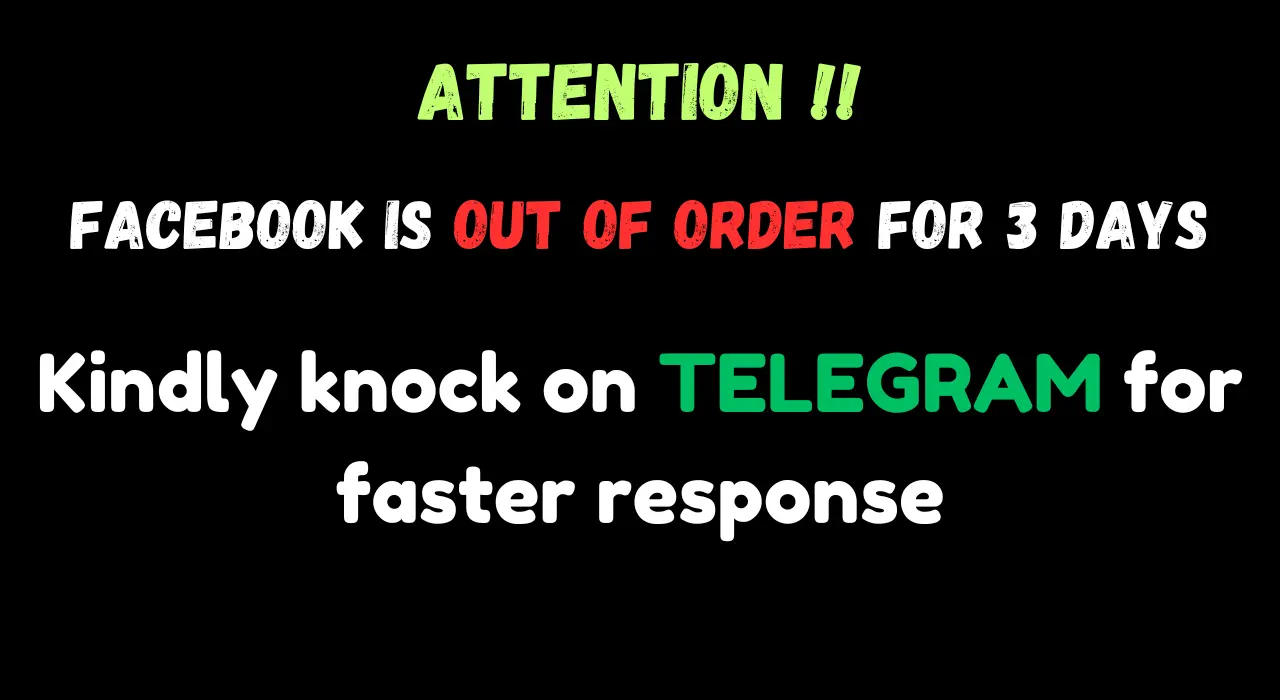 ATTENTION !!
FACEBOOK IS OUT OF ORDER FOR 3 DAYS
Kindly knock on TELEGRAM for
faster response